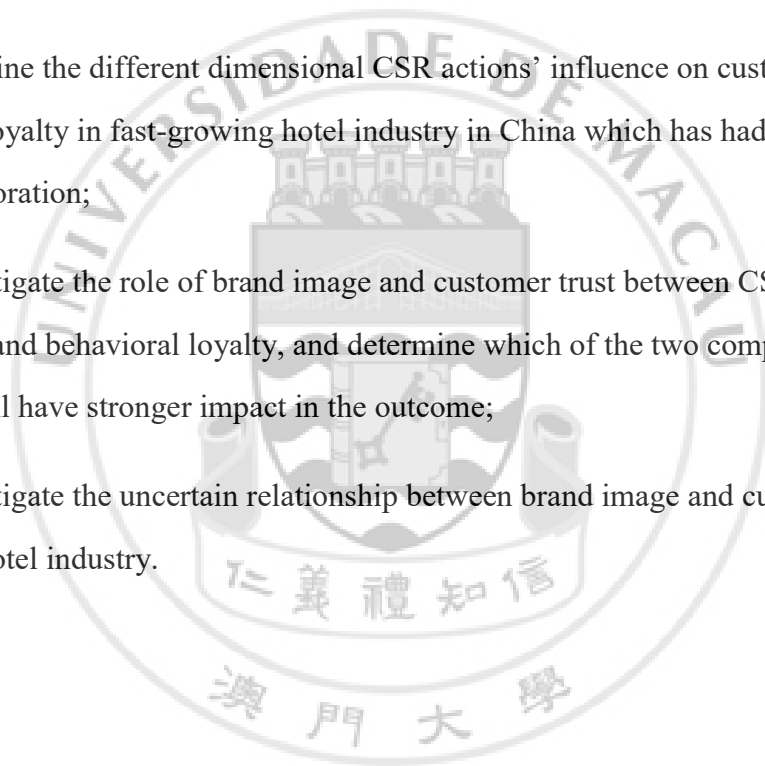 ine the different dimensional CSR actions’ influence on cust
oyalty in fast-growing hotel industry in China which has had
oration;
tigate the role of brand image and customer trust between CS
and behavioral loyalty, and determine which of the two comp
ll have stronger impact in the outcome;
tigate the uncertain relationship between brand image and cu
otel industry.
UNIVERSIDADE DE MACAU
仁義禮知信
澳門大學